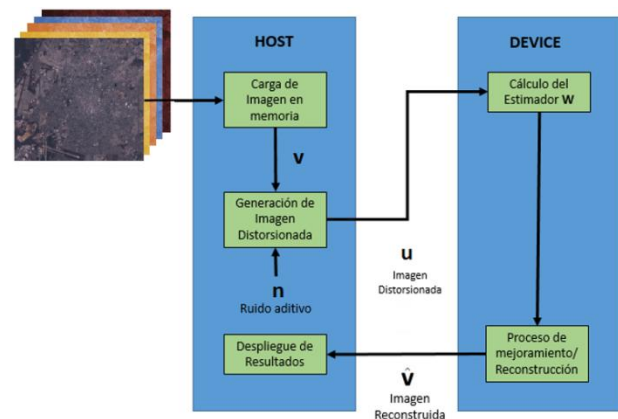 HOST
Carga de
Imagen en
memoria
v
Generación de
Imagen
Distorsionada
n
Ruido aditivo
Despliegue de
Resultados
u
Imagen
Distorsionada
v̂
Imagen
Reconstruida
DEVICE
Cálculo del
Estimador W
Proceso de
mejoramiento/
Reconstrucción